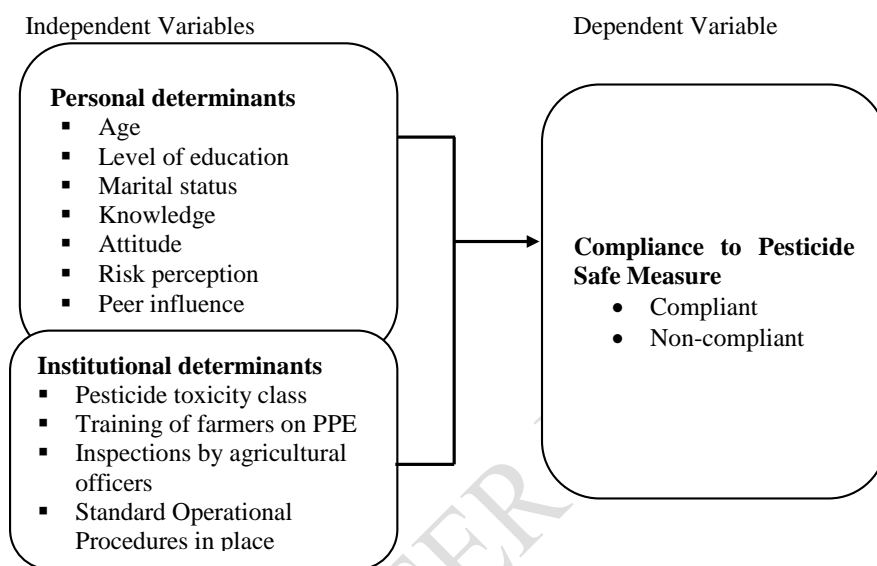 Independent Variables
Dependent Variable
Personal determinants
▪ Age
▪ Level of education
▪ Marital status
▪ Knowledge
▪ Attitude
▪ Risk perception
▪ Peer influence
Institutional determinants
▪ Pesticide toxicity class
▪ Training of farmers on PPE
▪ Inspections by agricultural
officers
▪ Standard Operational
Procedures in place
Compliance to Pesticide
Safe Measure
• Compliant
• Non-compliant